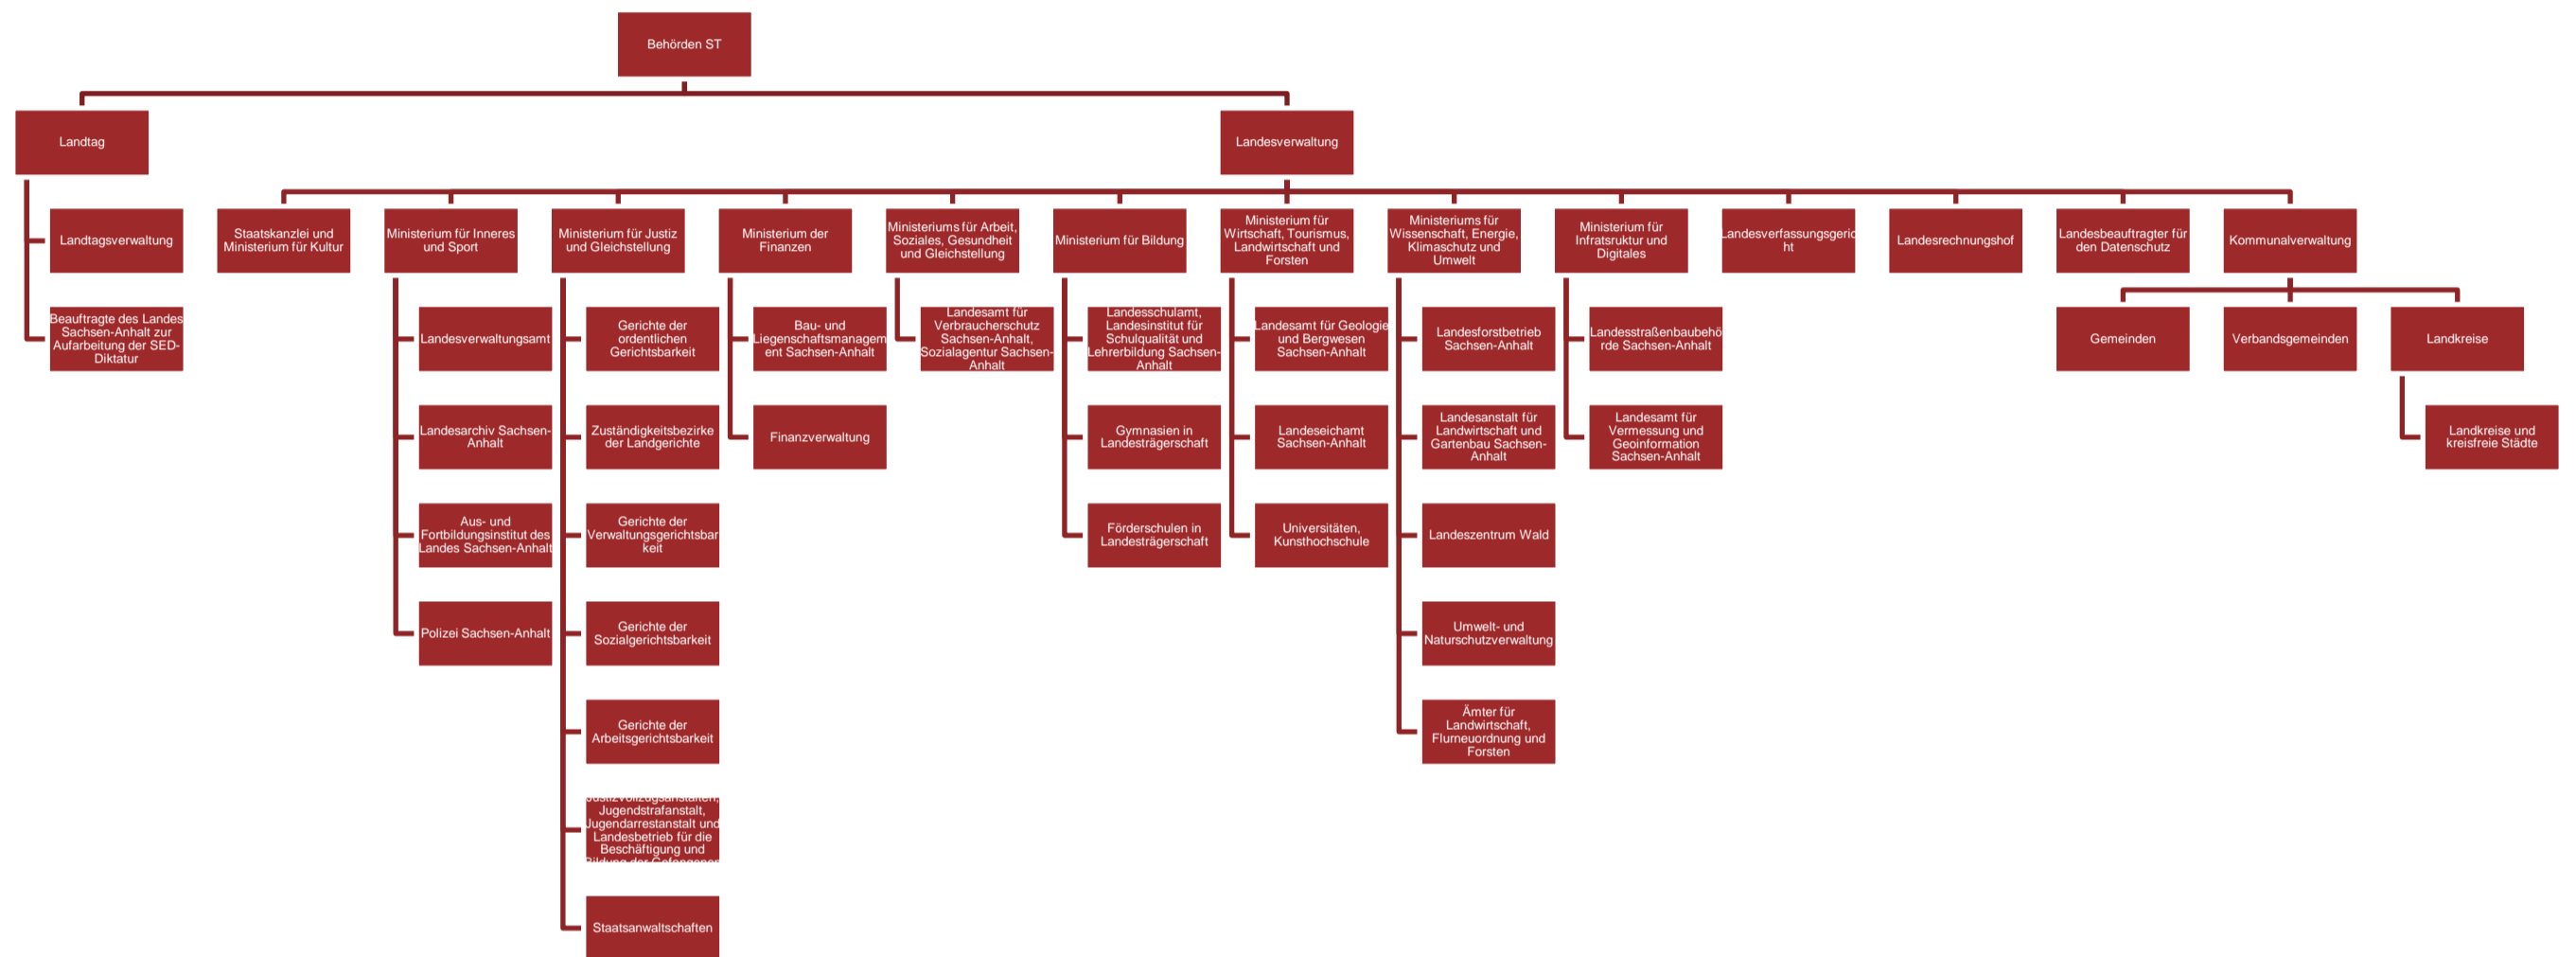 Behörden ST
Landtag
Landesverwaltung
Landtagsverwaltung
Beauftragte des Landes
Sachsen-Anhalt zur
Aufarbeitung der SED-
Diktatur
Staatskanzlei und
Ministerium für Kultur
Ministerium für Inneres
und Sport
Landesverwaltungsamt
Landesarchiv Sachsen-
Anhalt
Aus- und
Fortbildungsinstitut des
Landes Sachsen-Anhalt
Polizei Sachsen-Anhalt
Ministerium für Justiz
und Gleichstellung
Gerichte der
ordentlichen
Gerichtsbarkeit
Zuständigkeitsbezirke
der Landgerichte
Gerichte der
Verwaltungsgerichtsbar
keit
Gerichte der
Sozialgerichtsbarkeit
Gerichte der
Arbeitsgerichtsbarkeit
Justizvollzugsanstalten,
Jugendstrafanstalt,
Jugendarrestanstalt und
Landesbetrieb für die
Beschäftigung und
Bildung der Gefangenen
Staatsanwaltschaften
Ministerium der
Finanzen
Bau- und
Liegenschaftsmanagem
ent Sachsen-Anhalt
Finanzverwaltung
Ministeriums für Arbeit,
Soziales, Gesundheit
und Gleichstellung
Landesamt für
Verbraucherschutz
Sachsen-Anhalt,
Sozialagentur Sachsen-
Anhalt
Ministerium für Bildung
Landesschulamt,
Landesinstitut für
Schulqualität und
Lehrerbildung Sachsen-
Anhalt
Gymnasien in
Landesträgerschaft
Förderschulen in
Landesträgerschaft
Ministerium für
Wirtschaft, Tourismus,
Landwirtschaft und
Forsten
Landesamt für Geologie
und Bergwesen
Sachsen-Anhalt
Landeseichamt
Sachsen-Anhalt
Universitäten,
Kunsthochschule
Ministeriums für
Wissenschaft, Energie,
Klimaschutz und
Umwelt
Landesforstbetrieb
Sachsen-Anhalt
Landesanstalt für
Landwirtschaft und
Gartenbau Sachsen-
Anhalt
Landeszentrum Wald
Umwelt- und
Naturschutzverwaltung
Ämter für
Landwirtschaft,
Flurneuordnung und
Forsten
Ministerium für
Infratsruktur und
Digitales
Landesstraßenbaubehö
rde Sachsen-Anhalt
Landesamt für
Vermessung und
Geoinformation
Sachsen-Anhalt
Landesverfassungsgeric
ht
Landesrechnungshof
Landesbeauftragter für
den Datenschutz
Kommunalverwaltung
Gemeinden
Verbandsgemeinden
Landkreise
Landkreise und
kreisfreie Städte